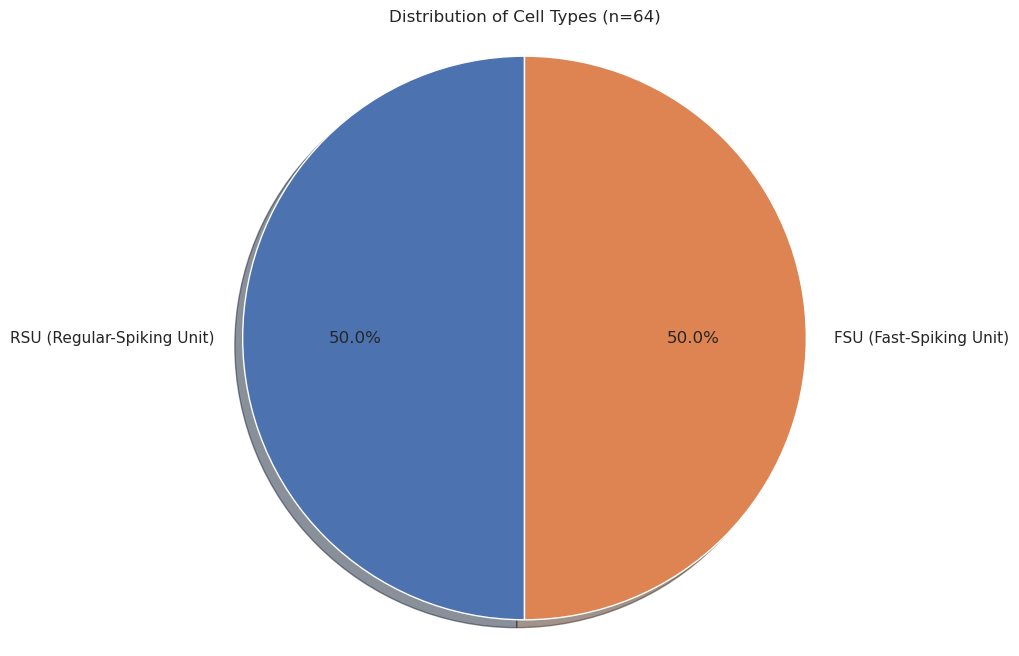 Distribution of Cell Types (n=64)
RSU (Regular-Spiking Unit)
50.0%
50.0%
FSU (Fast-Spiking Unit)